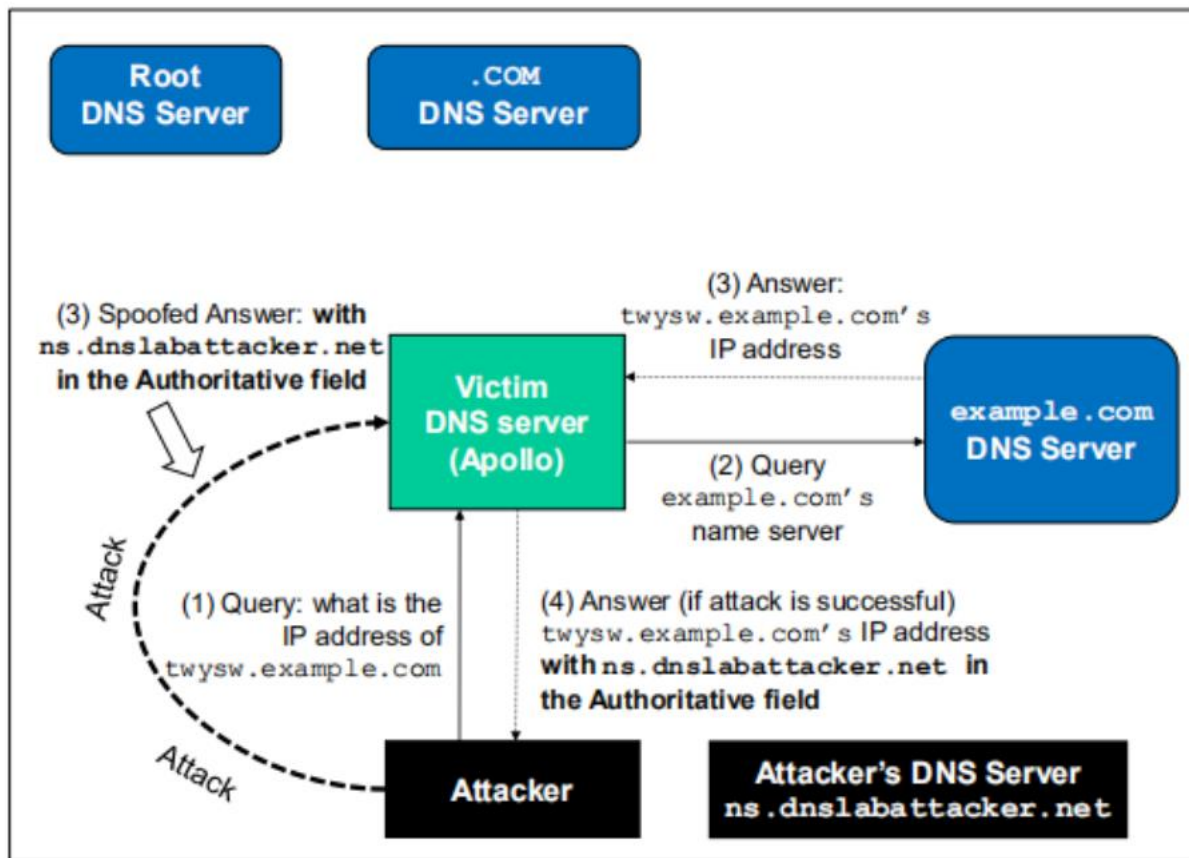 Root
DNS Server
.COM
DNS Server
(3) Spoofed Answer: with
ns.dnslabattacker.net
in the Authoritative field
(3) Answer:
twysw.example.com's
IP address
Victim
DNS server
(Apollo)
example.com
DNS Server
(2) Query
example.com's
name server
Attack
(1) Query: what is the
IP address of
twysw.example.com
(4) Answer (if attack is successful)
twysw.example.com's IP address
with ns.dnslabattacker.net in
the Authoritative field
Attack
Attacker
Attacker's DNS Server
ns.dnslabattacker.net